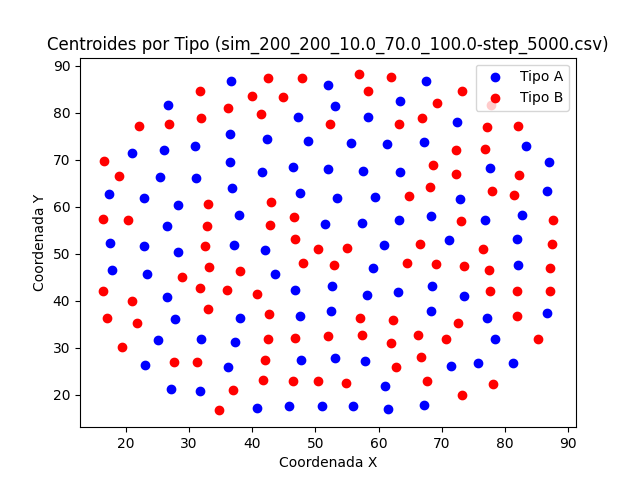 Centroides por Tipo (sim_200_200_10.0_70.0_100.0-step_5000.csv)
Tipo A
Tipo B
90
80
70
60
50
40
30
20
Coordenada Y
20 30 40 50 60 70 80 90
Coordenada X